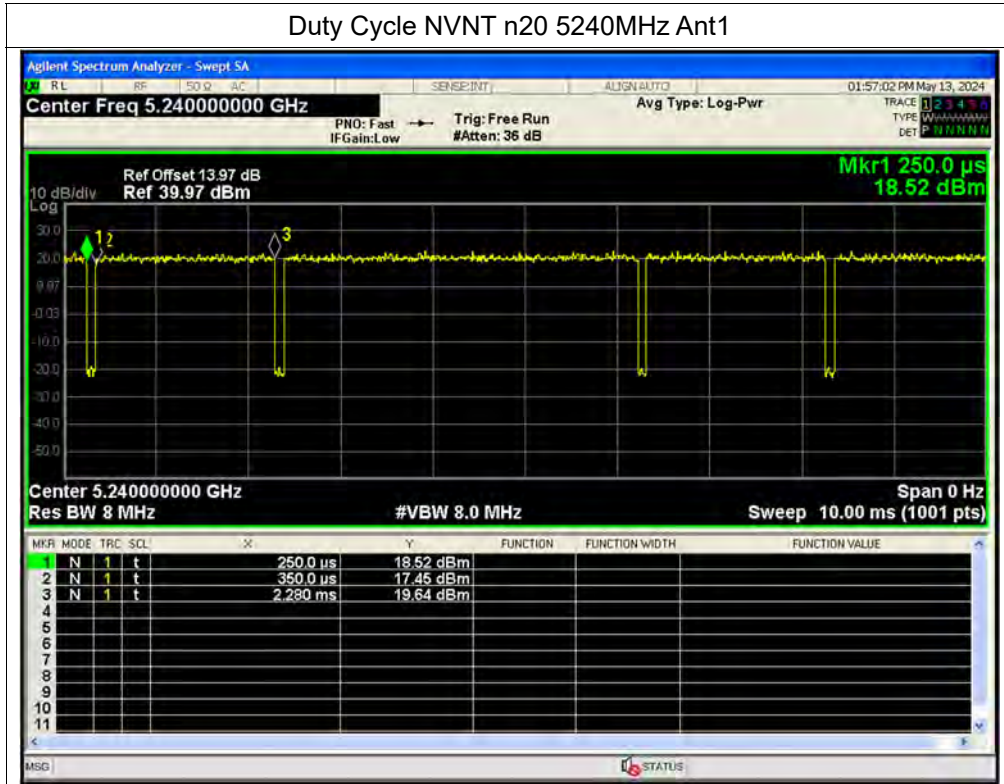 Duty Cycle NVNT n20 5240MHz Ant1
Agilent Spectrum Analyzer - Swept SA
RL RF 50 Ω AC SENSE:INT ALIGN AUTO 01:57:02 PM May 13, 2024
Center Freq 5.240000000 GHz
Avg Type: Log-Pwr
TRACE 1 2 3 4 5 6
PNO: Fast Trig: Free Run
TYPE W
IFGain:Low #Atten: 36 dB
DET P N N N N N
Mkr1 250.0 µs
Ref Offset 13.97 dB
10 dB/div Ref 39.97 dBm 18.52 dBm
Log
30.0
1 2 3
20.0
9.97
-0.03
-10.0
-20.0
-30.0
-40.0
-50.0
Center 5.240000000 GHz Span 0 Hz
Res BW 8 MHz #VBW 8.0 MHz Sweep 10.00 ms (1001 pts)
MKR MODE TRC SCL X Y FUNCTION FUNCTION WIDTH FUNCTION VALUE
1 N 1 t 250.0 µs 18.52 dBm
2 N 1 t 350.0 µs 17.45 dBm
3 N 1 t 2.280 ms 19.64 dBm
4
5
6
7
8
9
10
11
MSG STATUS